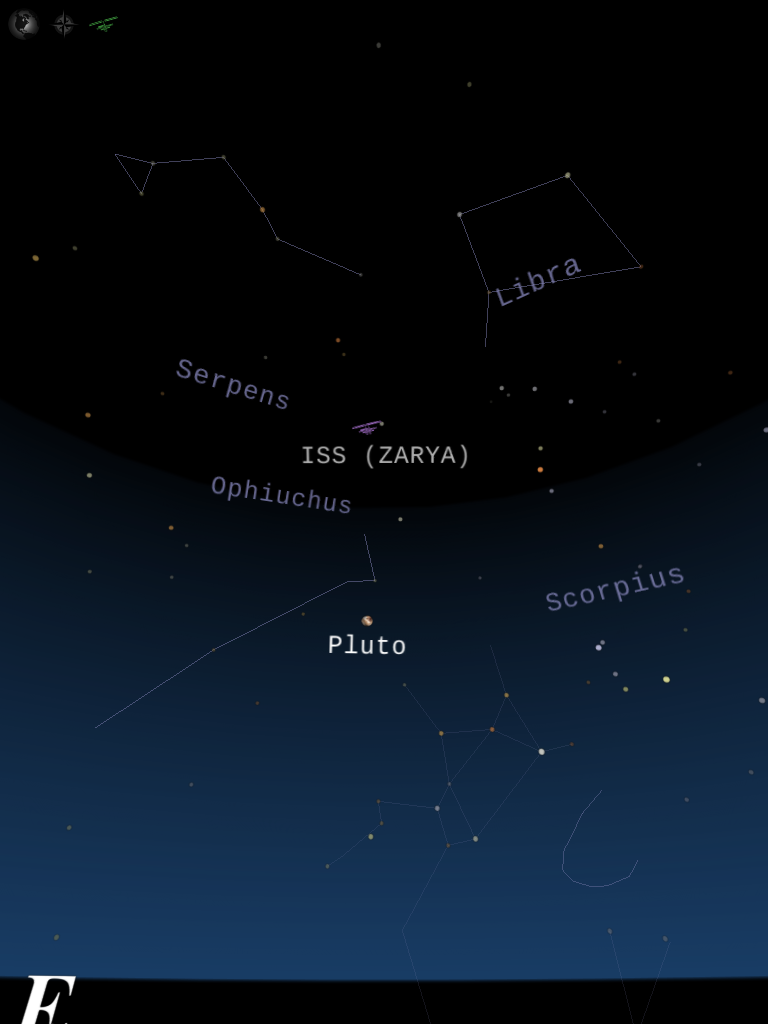 Libra
Serpens
ISS (ZARYA)
Ophiuchus
Scorpius
Pluto
E